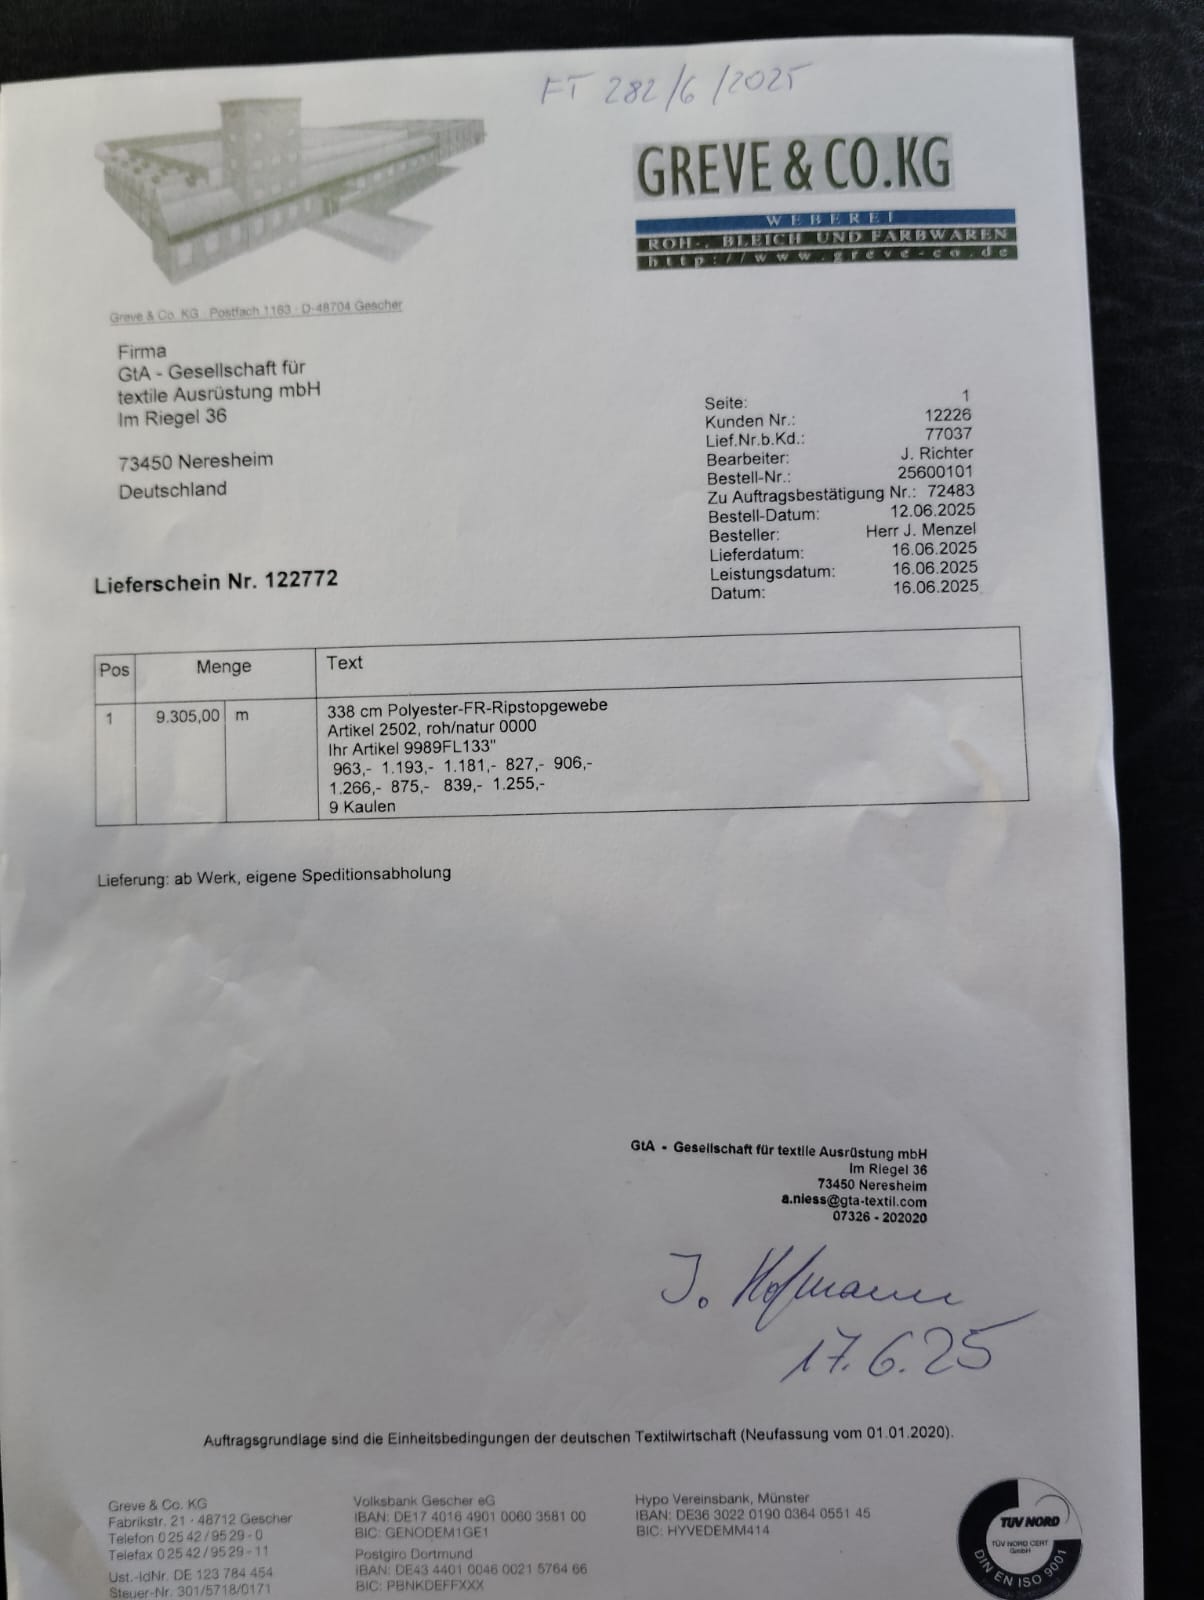 FT 282/6/2025
GREVE & CO.KG
WEBEREI
ROH-, BLEICH UND FARBWAREN
http://www.greve-co.de
Greve & Co. KG · Postfach 1163 · D-48704 Gescher
Firma
GtA - Gesellschaft für
textile Ausrüstung mbH
Im Riegel 36
73450 Neresheim
Deutschland
Seite: 1
Kunden Nr.: 12226
Lief.Nr.b.Kd.: 77037
Bearbeiter: J. Richter
Bestell-Nr.: 25600101
Zu Auftragsbestätigung Nr.: 72483
Bestell-Datum: 12.06.2025
Besteller: Herr J. Menzel
Lieferdatum: 16.06.2025
Leistungsdatum: 16.06.2025
Datum: 16.06.2025
Lieferschein Nr. 122772
Pos Menge Text
1 9.305,00 m 338 cm Polyester-FR-Ripstopgewebe
Artikel 2502, roh/natur 0000
Ihr Artikel 9989FL133"
963,- 1.193,- 1.181,- 827,- 906,-
1.266,- 875,- 839,- 1.255,-
9 Kaulen
Lieferung: ab Werk, eigene Speditionsabholung
GtA - Gesellschaft für textile Ausrüstung mbH
Im Riegel 36
73450 Neresheim
a.niess@gta-textil.com
07326 - 202020
J. Hofmann
17.6.25
Auftragsgrundlage sind die Einheitsbedingungen der deutschen Textilwirtschaft (Neufassung vom 01.01.2020).
Greve & Co. KG
Fabrikstr. 21 · 48712 Gescher
Telefon 0 25 42 / 95 29 - 0
Telefax 0 25 42 / 95 29 - 11
Ust.-IdNr. DE 123 784 454
Steuer-Nr. 301/5718/0171
Volksbank Gescher eG
IBAN: DE17 4016 4901 0060 3581 00
BIC: GENODEM1GE1
Postgiro Dortmund
IBAN: DE43 4401 0046 0021 5764 66
BIC: PBNKDEFFXXX
Hypo Vereinsbank, Münster
IBAN: DE36 3022 0190 0364 0551 45
BIC: HYVEDEMM414
TÜV NORD
TÜV NORD CERT
GmbH
DIN EN ISO 9001